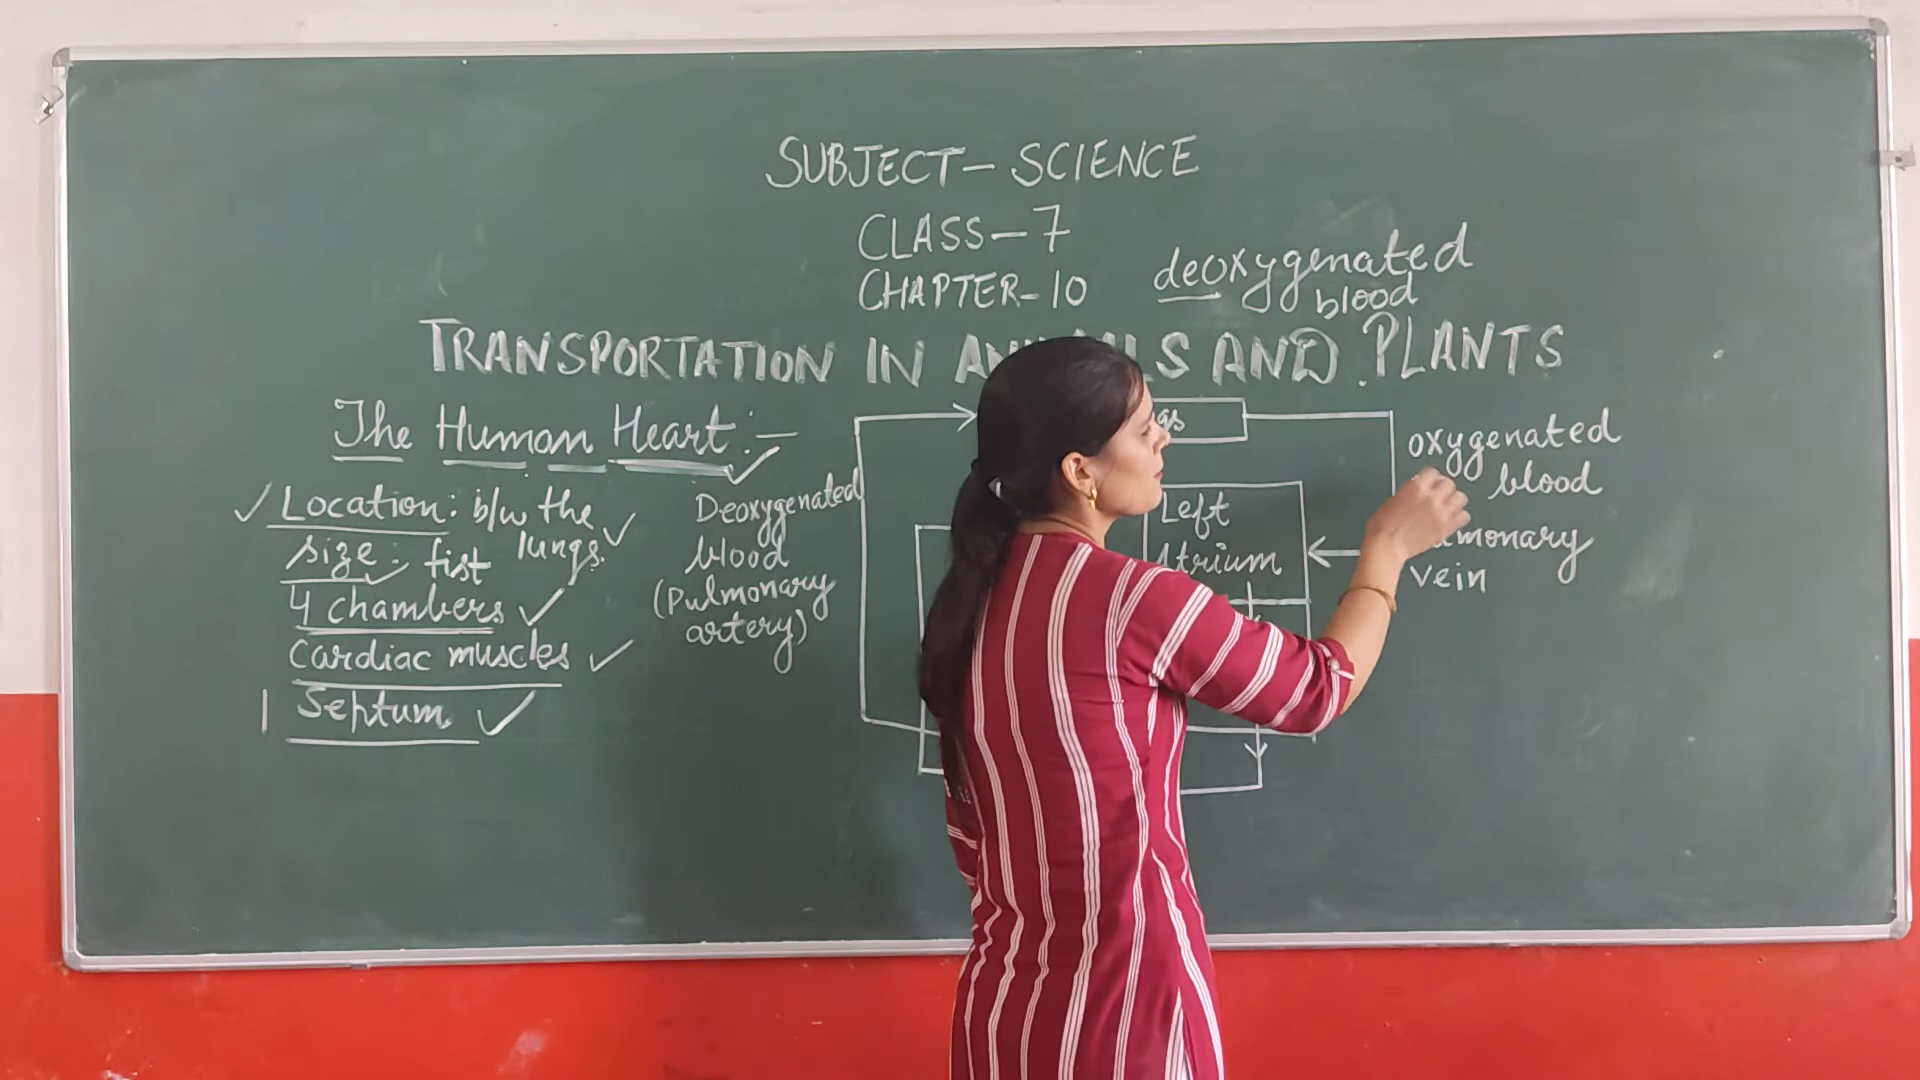 SUBJECT - SCIENCE
CLASS - 7
CHAPTER - 10
deoxygenated
blood
TRANSPORTATION IN ANIMALS AND PLANTS
The Human Heart :-
Location : b/w the
lungs.
size : fist
4 chambers
Cardiac muscles
1 Septum
Deoxygenated
blood
(Pulmonary
artery)
Left
Atrium
oxygenated
blood
vein